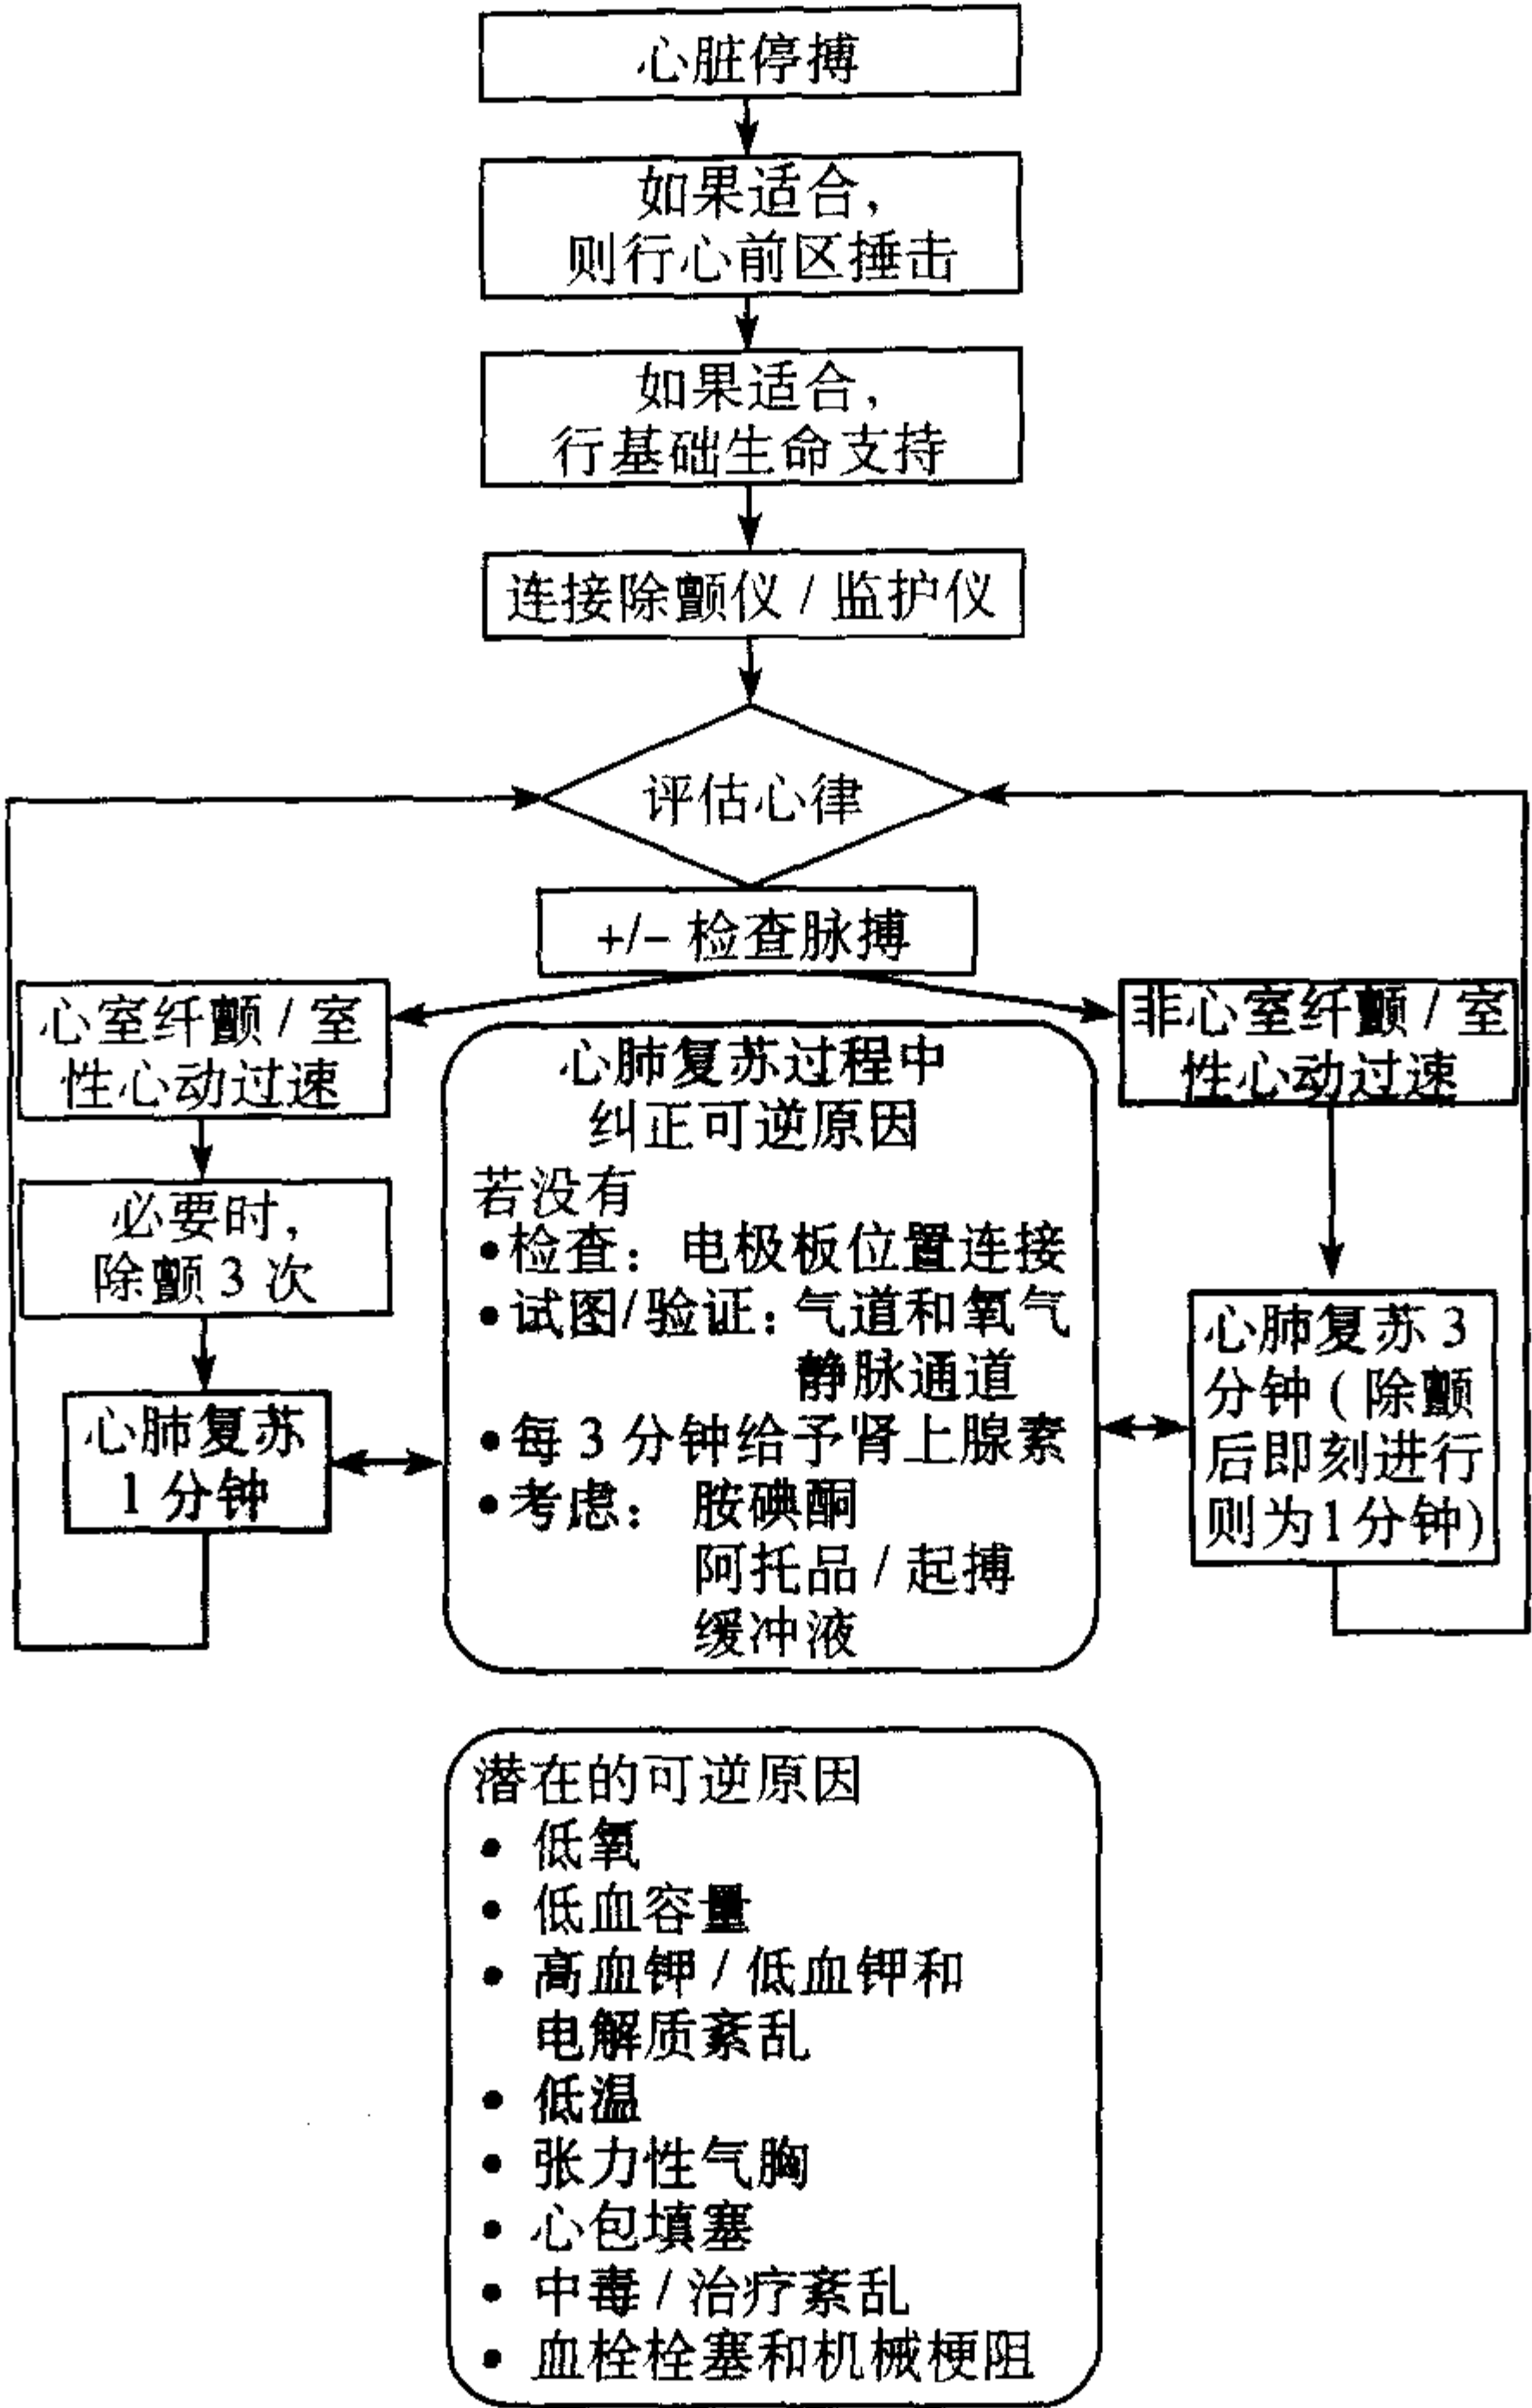 心脏停搏
如果适合，
则行心前区捶击
如果适合，
行基础生命支持
连接除颤仪 / 监护仪
评估心律
+/– 检查脉搏
心室纤颤 / 室
性心动过速
必要时，
除颤 3 次
心肺复苏
1 分钟
心肺复苏过程中
纠正可逆原因
若没有
•检查： 电极板位置连接
•试图/验证：气道和氧气
静脉通道
•每 3 分钟给予肾上腺素
•考虑： 胺碘酮
阿托品 / 起搏
缓冲液
非心室纤颤 / 室
性心动过速
心肺复苏 3
分钟 ( 除颤
后即刻进行
则为1分钟)
潜在的可逆原因
• 低氧
• 低血容量
• 高血钾 / 低血钾和
电解质紊乱
• 低温
• 张力性气胸
• 心包填塞
• 中毒 / 治疗紊乱
• 血栓栓塞和机械梗阻